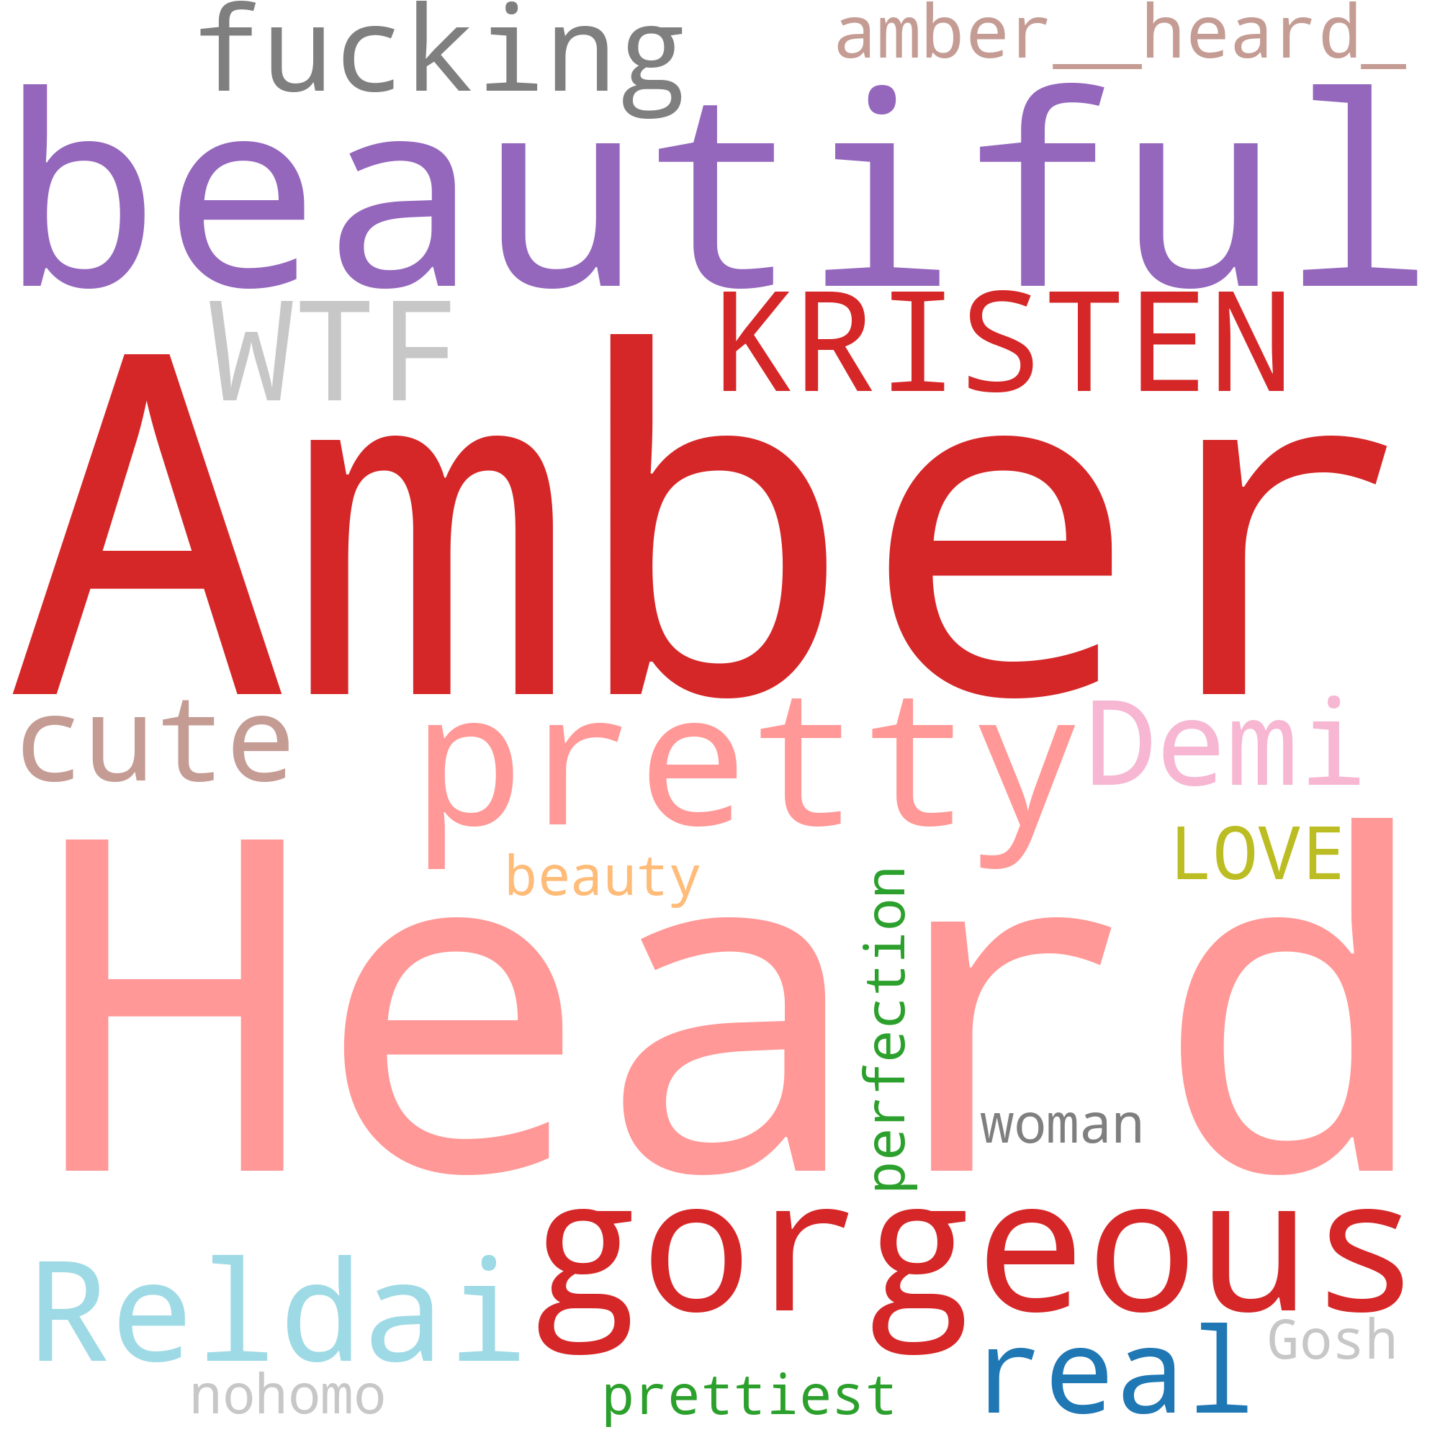 fucking
amber__heard_
beautiful
WTF
KRISTEN
Amber
cute
pretty
Demi
LOVE
beauty
Heard
perfection
woman
gorgeous
Reldai
real
Gosh
nohomo
prettiest